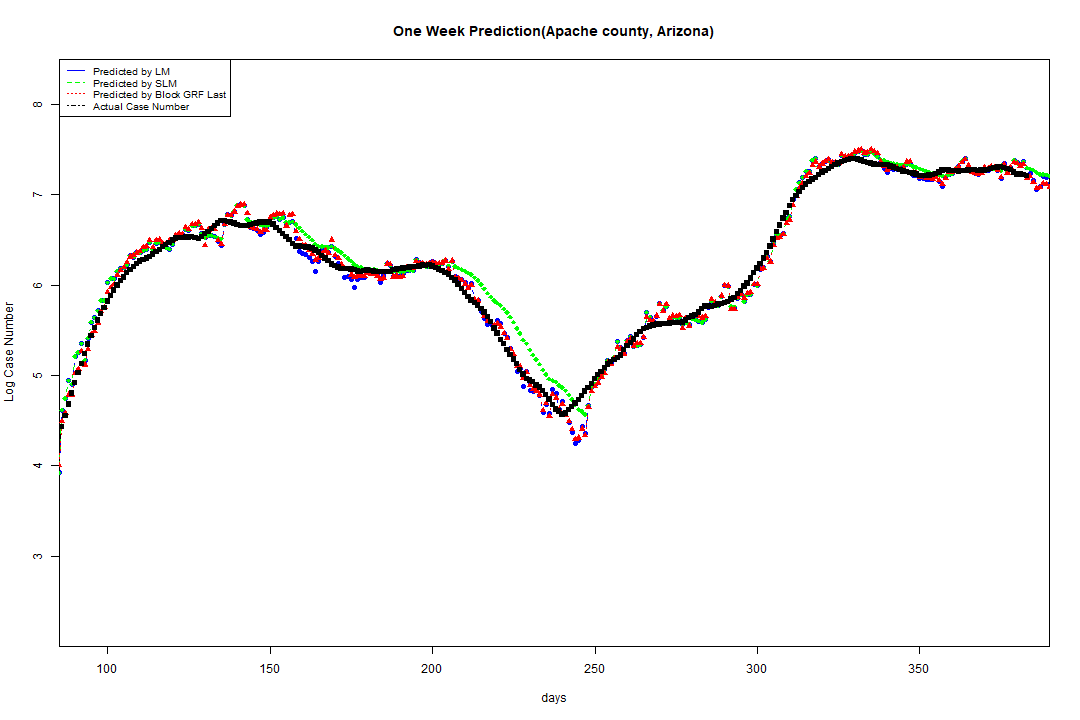 One Week Prediction(Apache county, Arizona)
Predicted by LM
Predicted by SLM
Predicted by Block GRF Last
Actual Case Number
8
7
6
5
4
3
Log Case Number
100 150 200 250 300 350
days